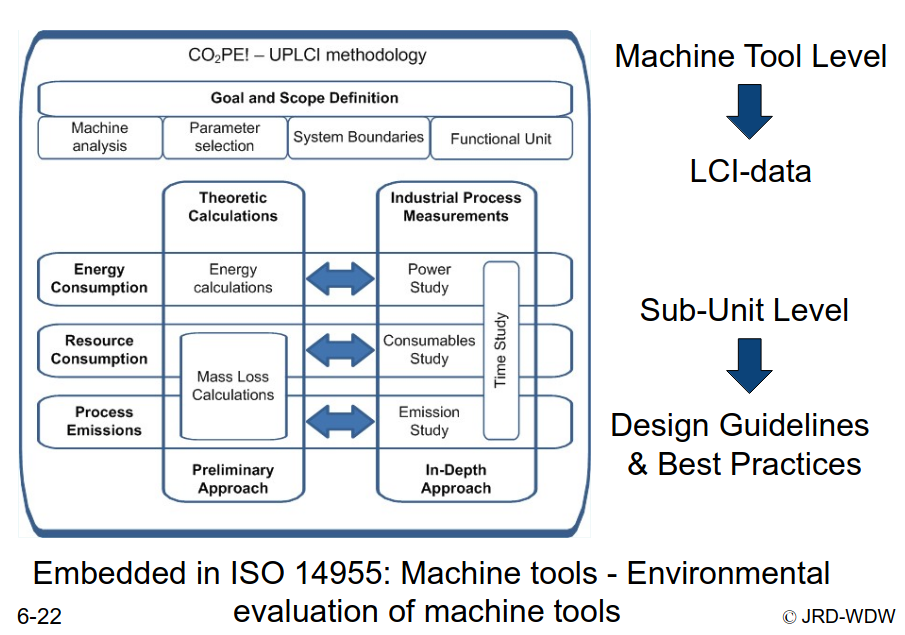 CO₂PE! – UPLCI methodology
Goal and Scope Definition
Machine
analysis
Parameter
selection
System Boundaries
Functional Unit
Theoretic
Calculations
Industrial Process
Measurements
Energy
Consumption
Energy
calculations
Power
Study
Resource
Consumption
Mass Loss
Calculations
Consumables
Study
Time Study
Process
Emissions
Emission
Study
Preliminary
Approach
In-Depth
Approach
Machine Tool Level
LCI-data
Sub-Unit Level
Design Guidelines
& Best Practices
Embedded in ISO 14955: Machine tools - Environmental
evaluation of machine tools
6-22
© JRD-WDW